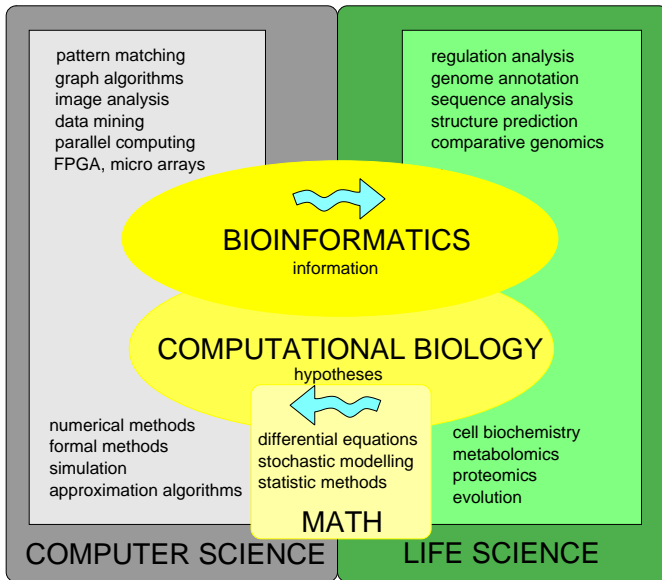 pattern matching
graph algorithms
image analysis
data mining
parallel computing
FPGA, micro arrays
regulation analysis
genome annotation
sequence analysis
structure prediction
comparative genomics
BIOINFORMATICS
information
COMPUTATIONAL BIOLOGY
hypotheses
numerical methods
formal methods
simulation
approximation algorithms
differential equations
stochastic modelling
statistic methods
MATH
cell biochemistry
metabolomics
proteomics
evolution
COMPUTER SCIENCE
LIFE SCIENCE